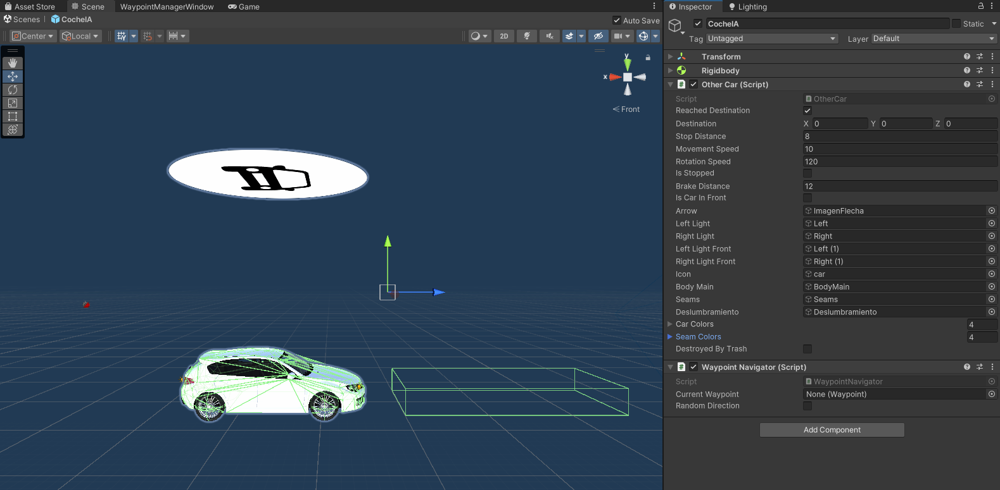 Asset Store
Scene
WaypointManagerWindow
Game
Scenes
CocheIA
Auto Save
Center
Local
2D
y
x
Front
Inspector
Lighting
CocheIA
Static
Tag Untagged
Layer Default
Transform
Rigidbody
# Other Car (Script)
Script OtherCar
Reached Destination
Destination X 0 Y 0 Z 0
Stop Distance 8
Movement Speed 10
Rotation Speed 120
Is Stopped
Brake Distance 12
Is Car In Front
Arrow ImagenFlecha
Left Light Left
Right Light Right
Left Light Front Left (1)
Right Light Front Right (1)
Icon car
Body Main BodyMain
Seams Seams
Deslumbramiento Deslumbramiento
Car Colors 4
Seam Colors 4
Destroyed By Trash
# Waypoint Navigator (Script)
Script WaypointNavigator
Current Waypoint None (Waypoint)
Random Direction
Add Component